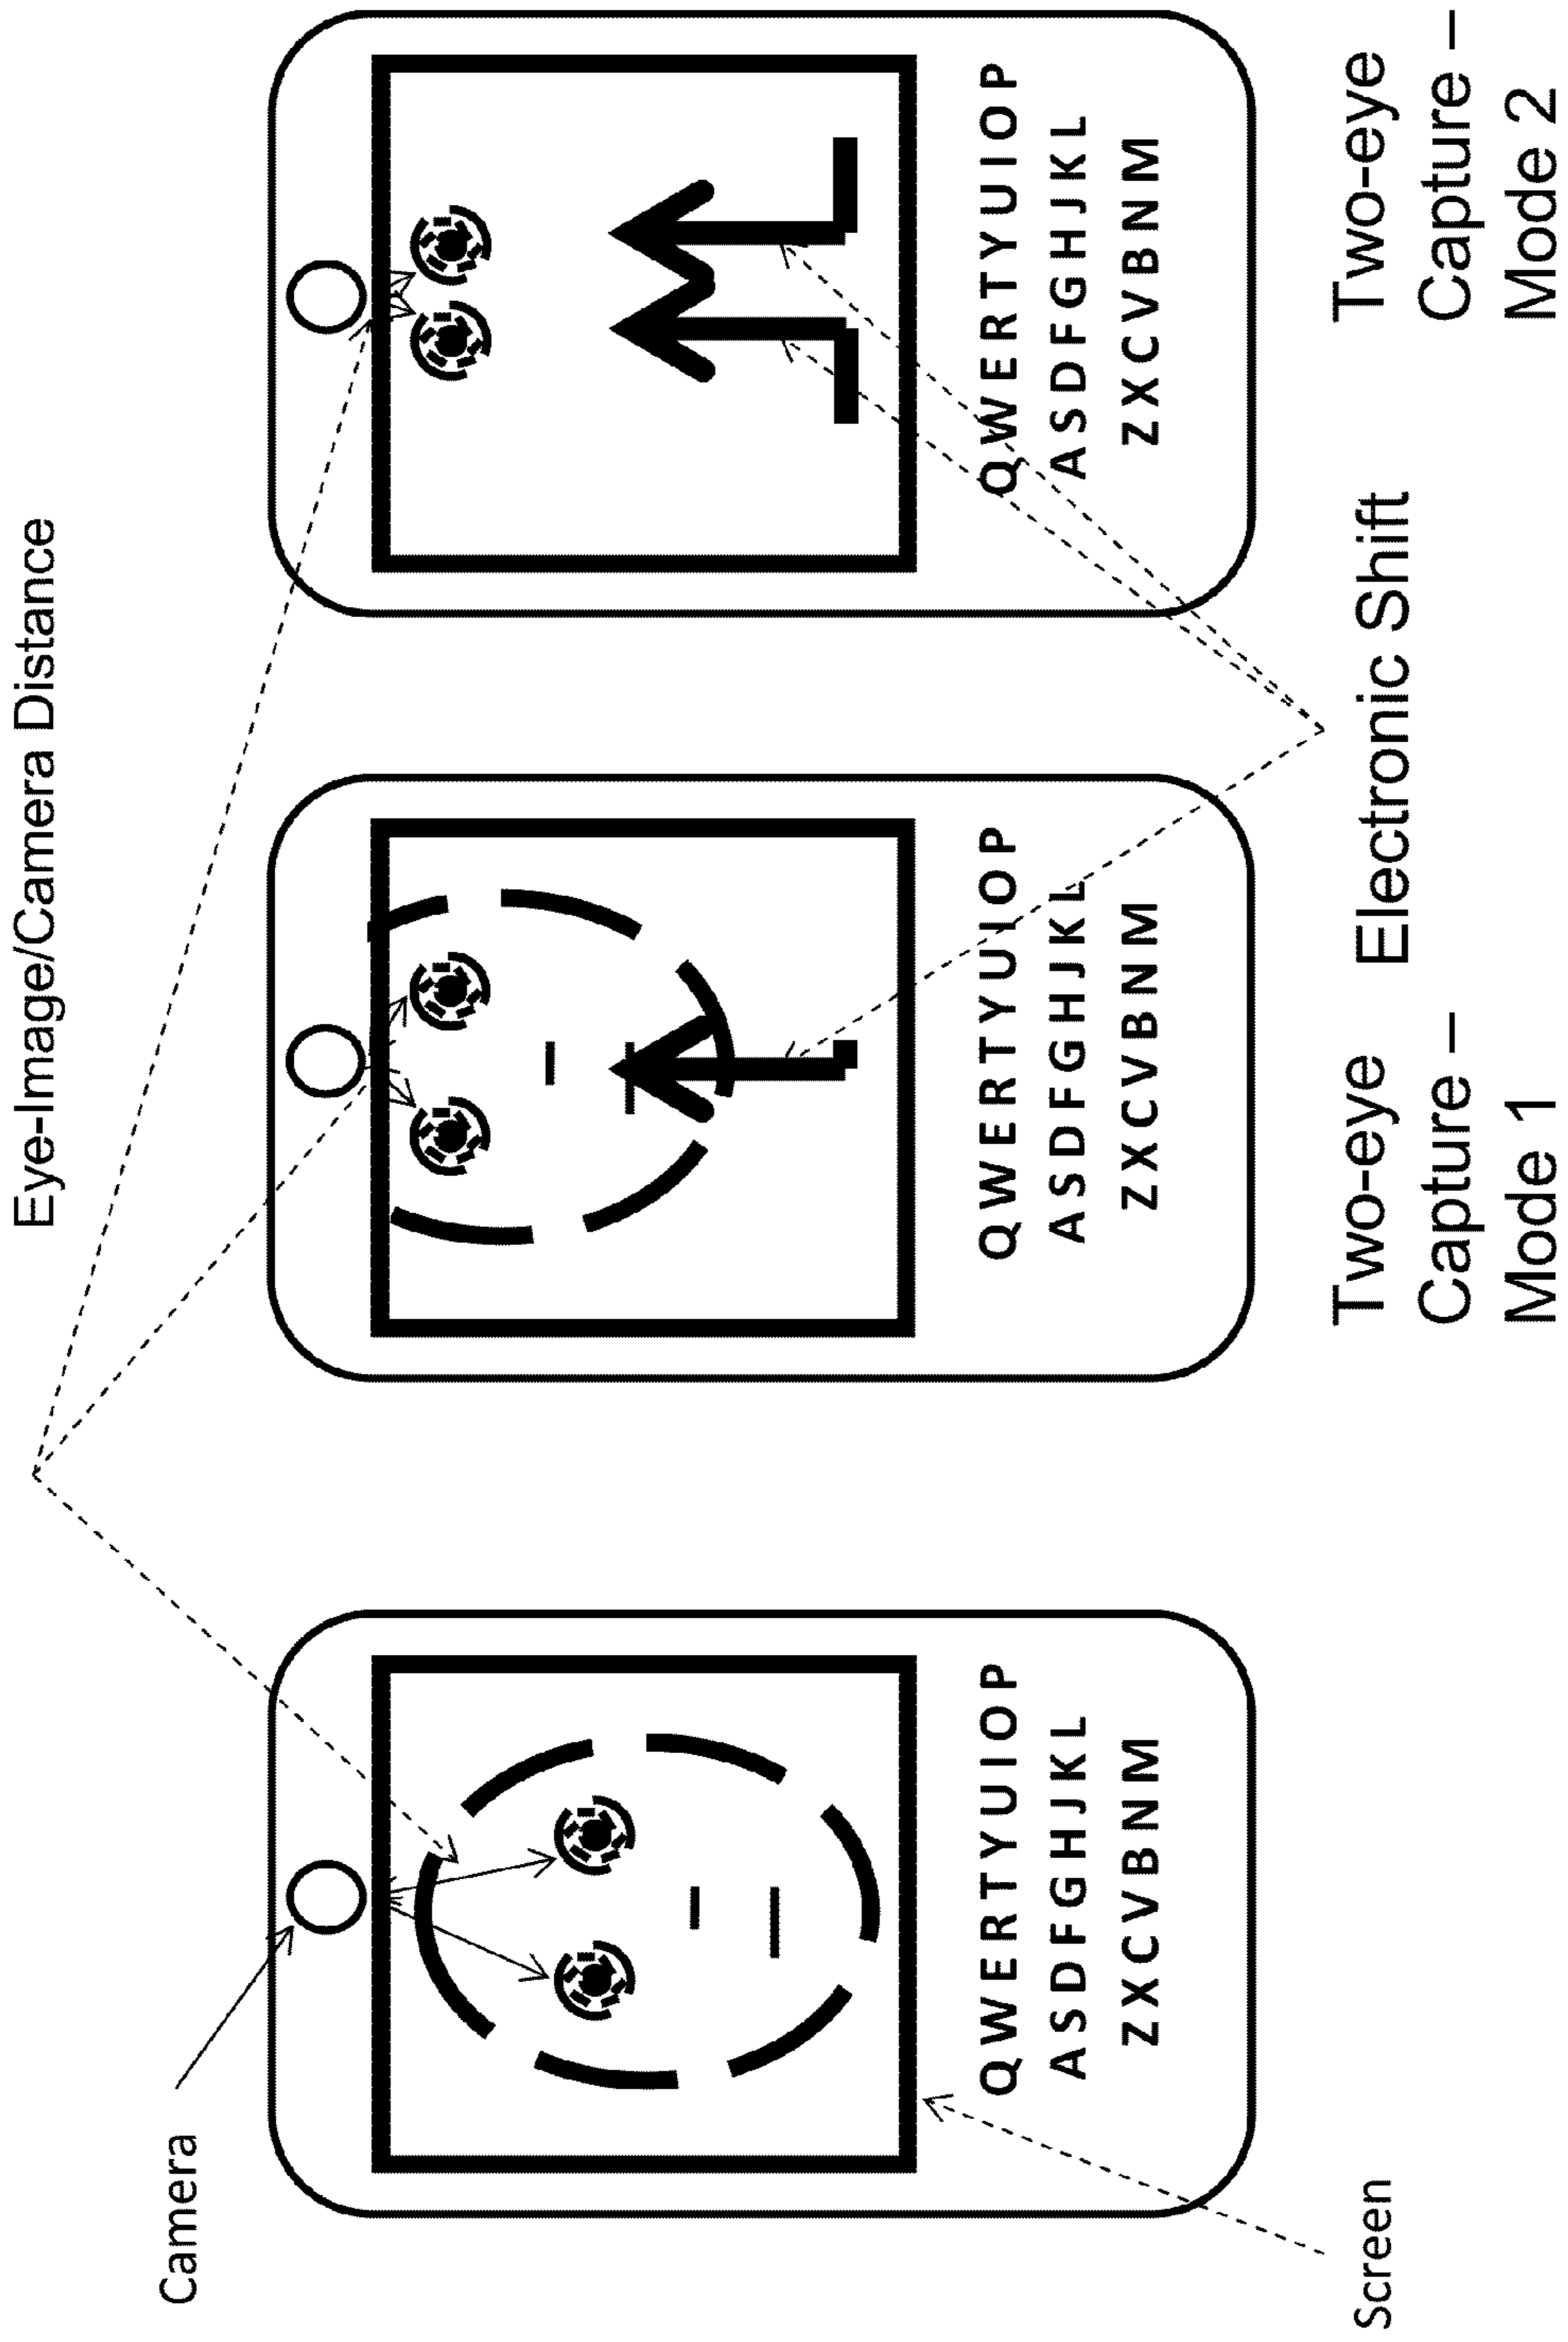 Eye-Image/Camera Distance
Camera
QWERTYUIOP
ASDFGHJKL
ZXCVBNM
QWERTYUIOP
ASDFGHJKL
ZXCVBNM
QWERTYUIOP
ASDFGHJKL
ZXCVBNM
Screen
Two-eye
Capture –
Mode 1
Electronic Shift
Two-eye
Capture –
Mode 2